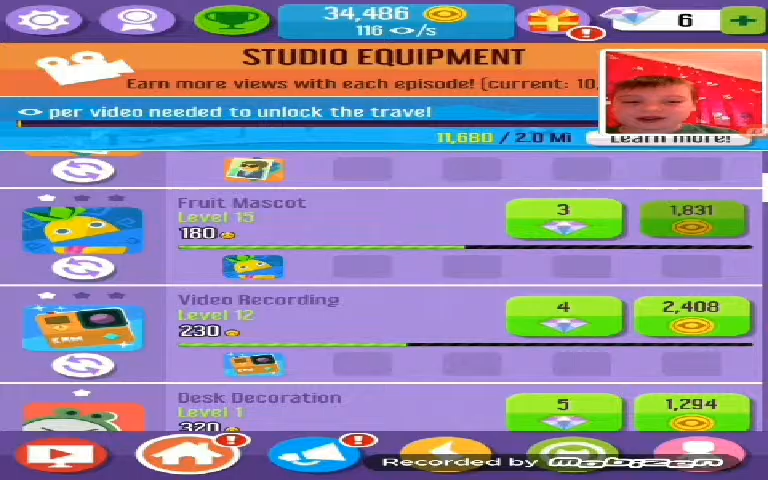 34,486
116 /s
6
STUDIO EQUIPMENT
Earn more views with each episode! (current: 10,
per video needed to unlock the travel!
11,680 / 2.0 Mi
Learn more!
Fruit Mascot
Level 15
180
3
1,831
Video Recording
Level 12
230
4
2,408
Desk Decoration
Level 1
320
5
1,294
Recorded by mobizen